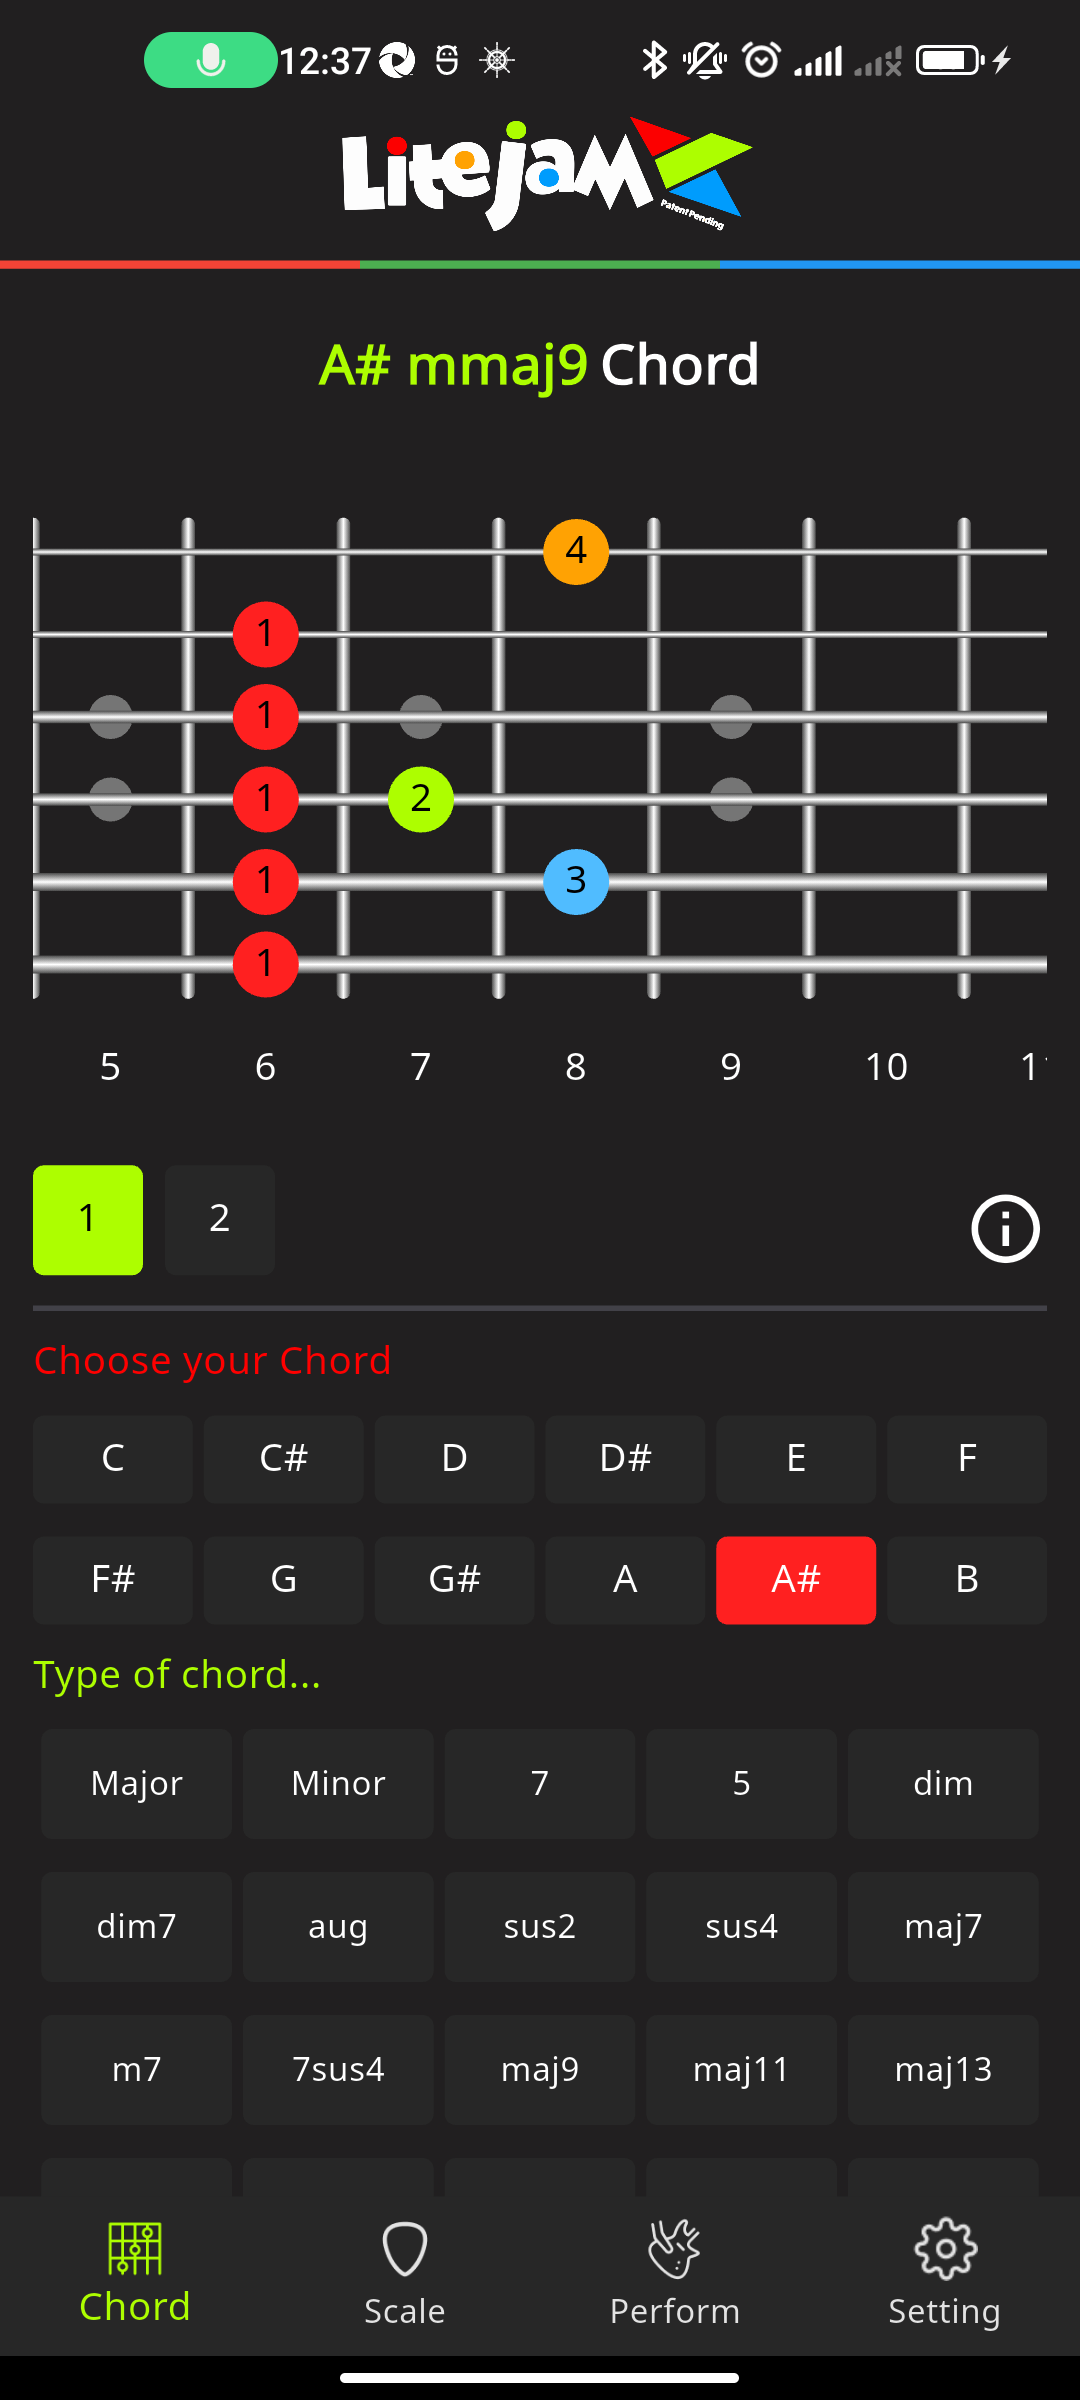 12:37
Litejam
Patent Pending
A# mmaj9 Chord
4
1
1
1 2
1 3
1
5 6 7 8 9 10 11
1 2
Choose your Chord
C C# D D# E F
F# G G# A A# B
Type of chord...
Major Minor 7 5 dim
dim7 aug sus2 sus4 maj7
m7 7sus4 maj9 maj11 maj13
Chord Scale Perform Setting